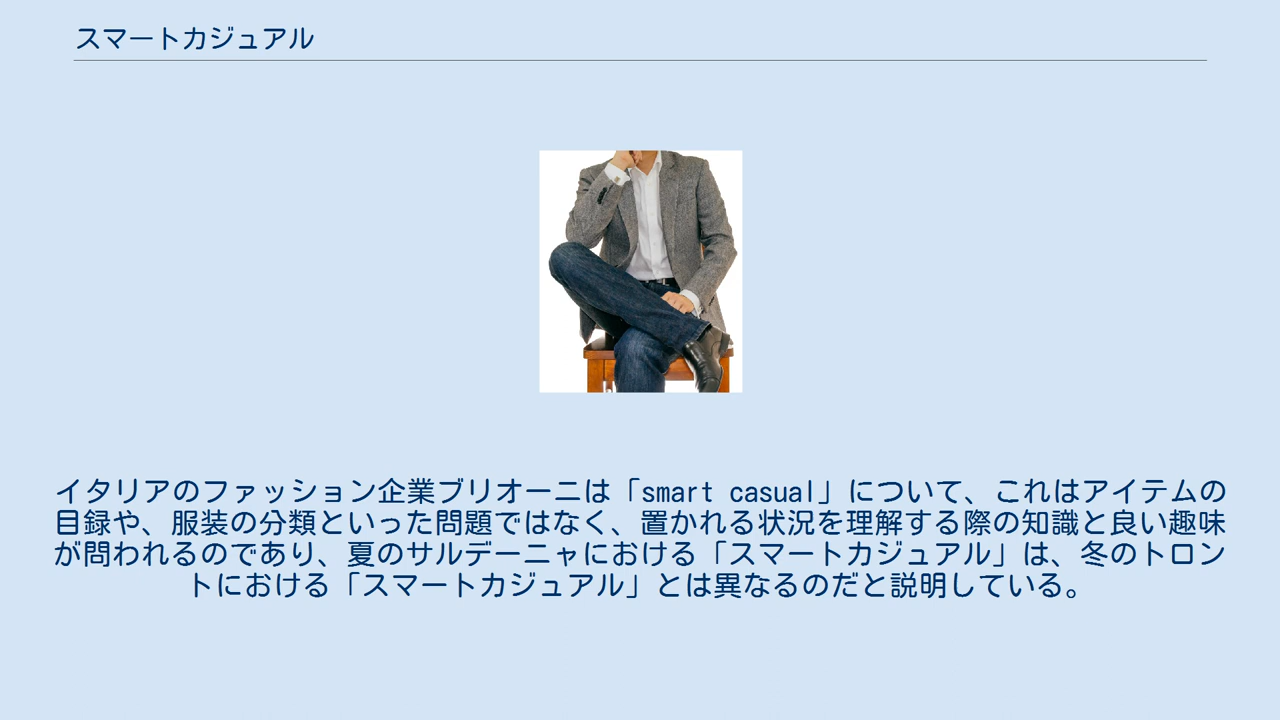 スマートカジュアル
イタリアのファッション企業ブリオーニは「smart casual」について、これはアイテムの
目録や、服装の分類といった問題ではなく、置かれる状況を理解する際の知識と良い趣味
が問われるのであり、夏のサルデーニャにおける「スマートカジュアル」は、冬のトロン
トにおける「スマートカジュアル」とは異なるのだと説明している。